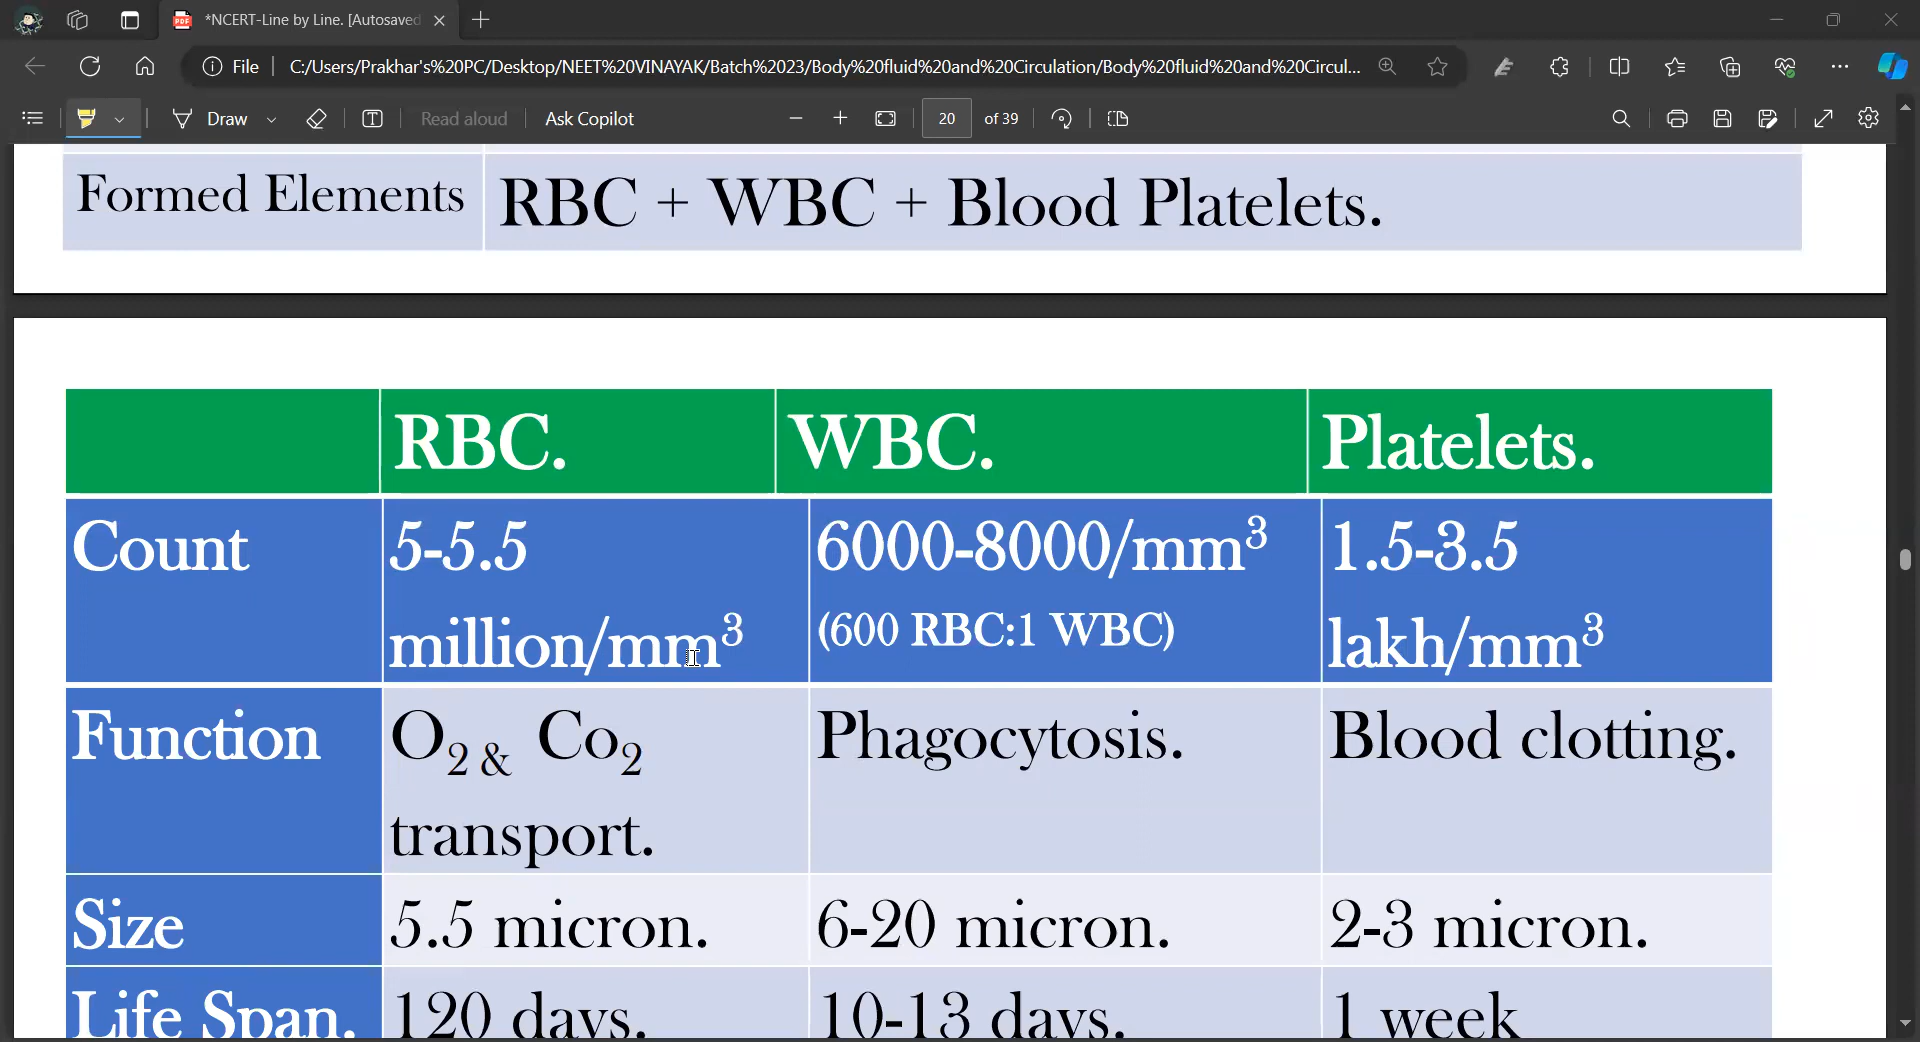 *NCERT-Line by Line. [Autosaved
File
C:/Users/Prakhar's%20PC/Desktop/NEET%20VINAYAK/Batch%2023/Body%20fluid%20and%20Circulation/Body%20fluid%20and%20Circul...
Draw
Read aloud
Ask Copilot
20 of 39
Formed Elements RBC + WBC + Blood Platelets.
RBC. WBC. Platelets.
Count 5-5.5 6000-8000/mm³ 1.5-3.5
million/mm³ (600 RBC:1 WBC) lakh/mm³
Function O₂ & Co₂ Phagocytosis. Blood clotting.
transport.
Size 5.5 micron. 6-20 micron. 2-3 micron.
Life Span. 120 days. 10-13 days. 1 week